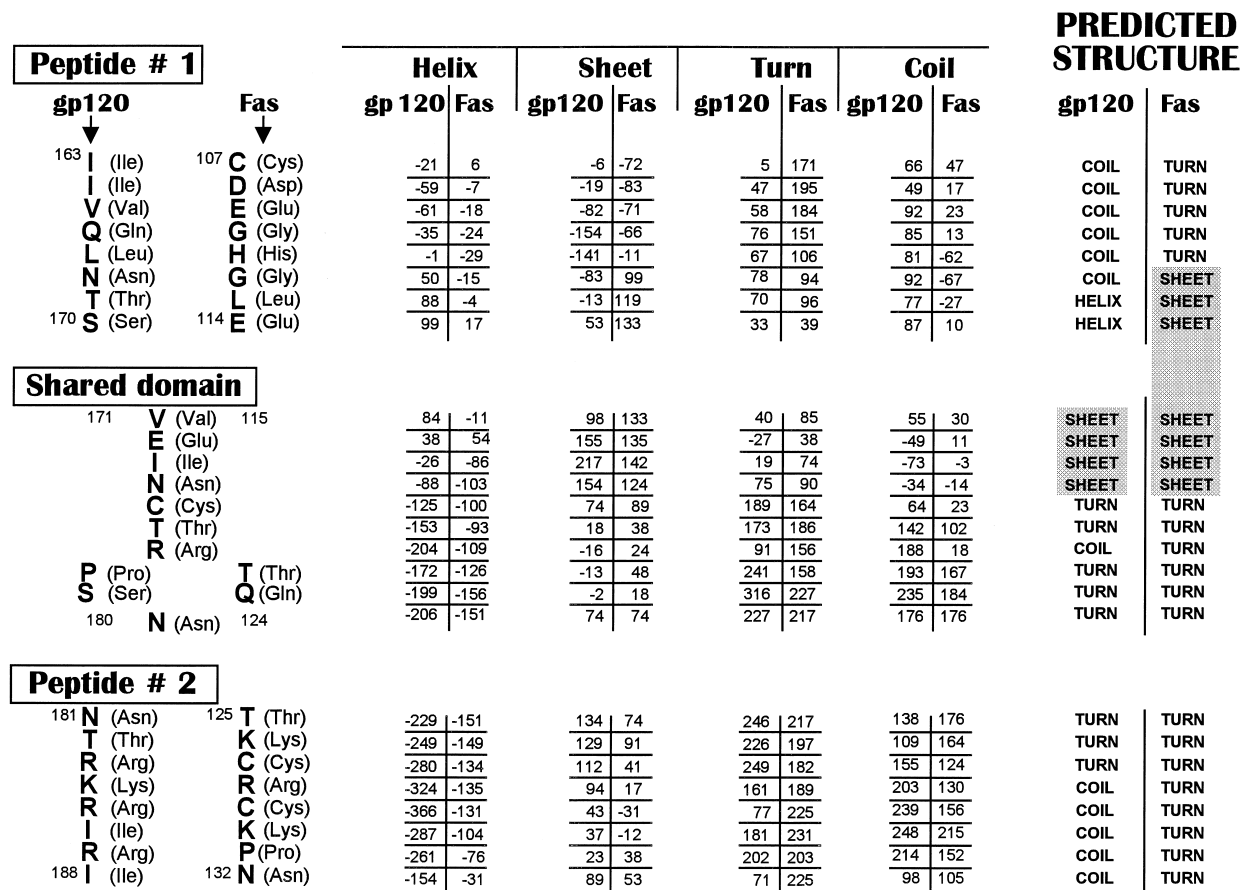 PREDICTED
STRUCTURE
Peptide # 1 Helix Sheet Turn Coil
gp120 Fas gp 120 Fas gp120 Fas gp120 Fas gp120 Fas gp120 Fas
163 I (Ile) 107 C (Cys) -21 6 -6 -72 5 171 66 47 COIL TURN
I (Ile) D (Asp) -59 -7 -19 -83 47 195 49 17 COIL TURN
V (Val) E (Glu) -61 -18 -82 -71 58 184 92 23 COIL TURN
Q (Gln) G (Gly) -35 -24 -154 -66 76 151 85 13 COIL TURN
L (Leu) H (His) -1 -29 -141 -11 67 106 81 -62 COIL TURN
N (Asn) G (Gly) 50 -15 -83 99 78 94 92 -67 COIL SHEET
T (Thr) L (Leu) 88 -4 -13 119 70 96 77 -27 HELIX SHEET
170 S (Ser) 114 E (Glu) 99 17 53 133 33 39 87 10 HELIX SHEET
Shared domain
171 V (Val) 115 84 -11 98 133 40 85 55 30 SHEET SHEET
E (Glu) 38 54 155 135 -27 38 -49 11 SHEET SHEET
I (Ile) -26 -86 217 142 19 74 -73 -3 SHEET SHEET
N (Asn) -88 -103 154 124 75 90 -34 -14 SHEET SHEET
C (Cys) -125 -100 74 89 189 164 64 23 TURN TURN
T (Thr) -153 -93 18 38 173 186 142 102 TURN TURN
R (Arg) -204 -109 -16 24 91 156 188 18 COIL TURN
P (Pro) T (Thr) -172 -126 -13 48 241 158 193 167 TURN TURN
S (Ser) Q (Gln) -199 -156 -2 18 316 227 235 184 TURN TURN
180 N (Asn) 124 -206 -151 74 74 227 217 176 176 TURN TURN
Peptide # 2
181 N (Asn) 125 T (Thr) -229 -151 134 74 246 217 138 176 TURN TURN
T (Thr) K (Lys) -249 -149 129 91 226 197 109 164 TURN TURN
R (Arg) C (Cys) -280 -134 112 41 249 182 155 124 TURN TURN
K (Lys) R (Arg) -324 -135 94 17 161 189 203 130 COIL TURN
R (Arg) C (Cys) -366 -131 43 -31 77 225 239 156 COIL TURN
I (Ile) K (Lys) -287 -104 37 -12 181 231 248 215 COIL TURN
R (Arg) P (Pro) -261 -76 23 38 202 203 214 152 COIL TURN
188 I (Ile) 132 N (Asn) -154 -31 89 53 71 225 98 105 COIL TURN